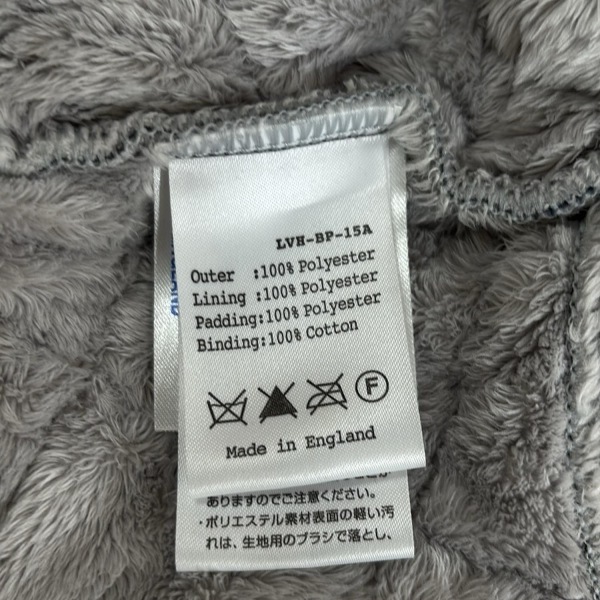 LVH-BP-15A
Outer :100% Polyester
Lining :100% Polyester
Padding:100% Polyester
Binding:100% Cotton
F
Made in England
ありますのでご注意ください。
・ポリエステル素材表面の軽い汚
れは、生地用のブラシで落とし、